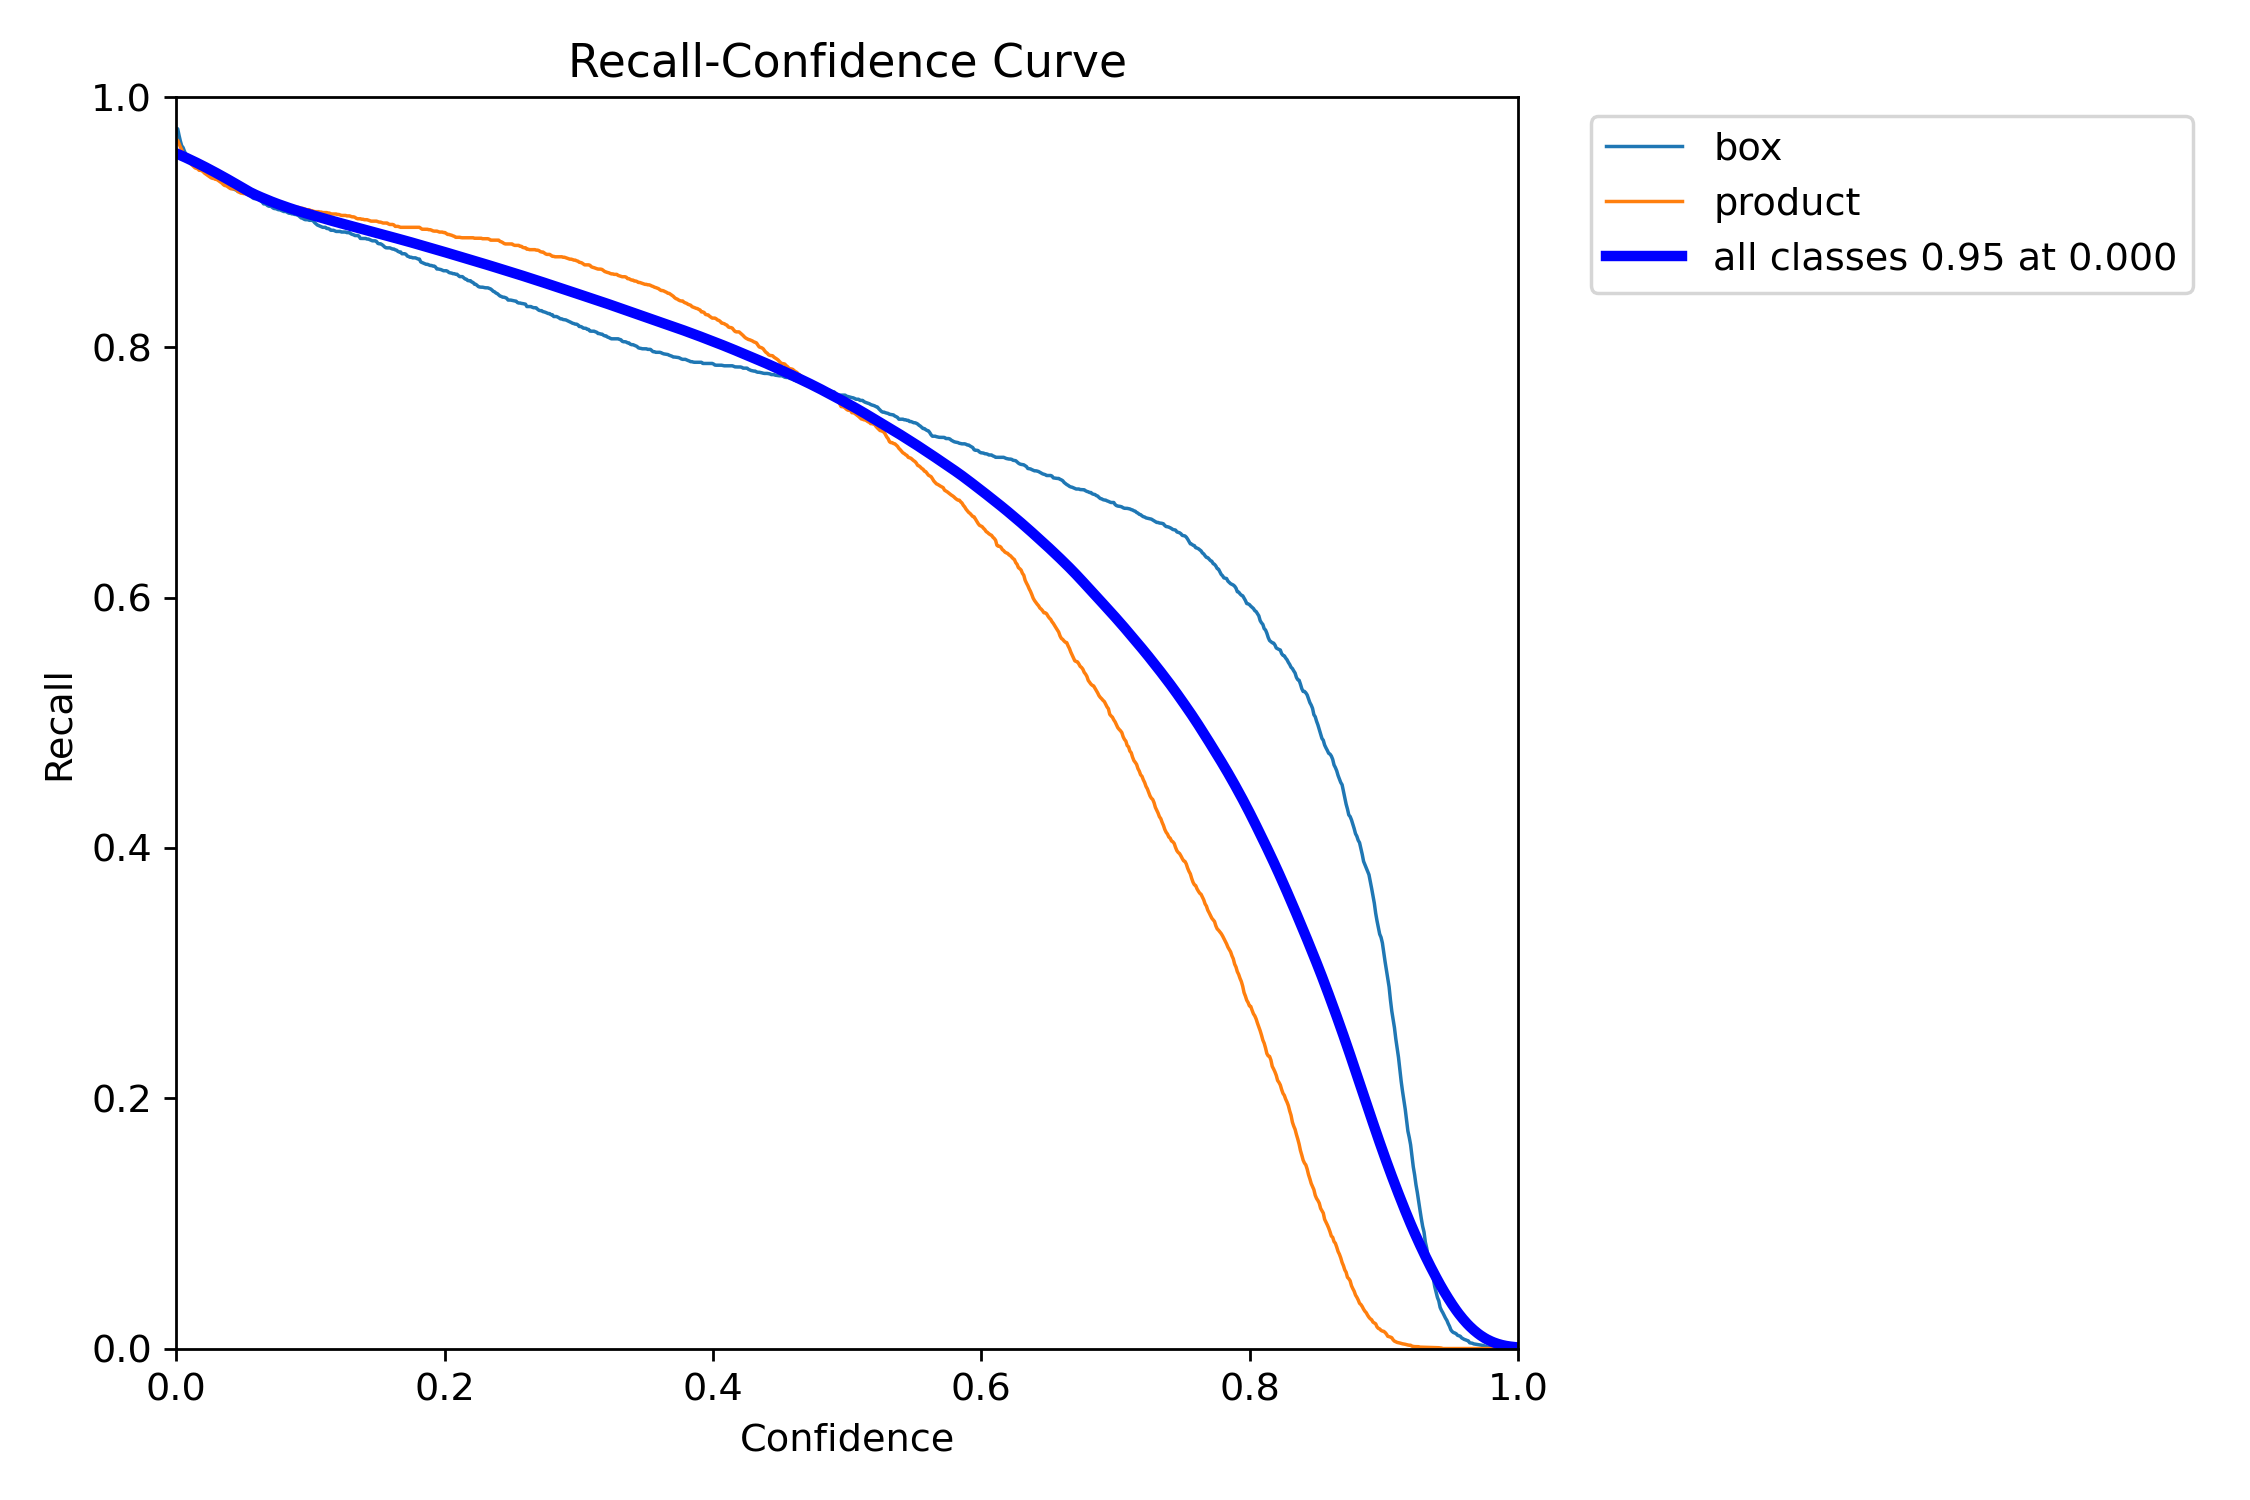 Recall-Confidence Curve
1.0
0.8
0.6
0.4
0.2
0.0
Recall
0.0 0.2 0.4 0.6 0.8 1.0
Confidence
box
product
all classes 0.95 at 0.000